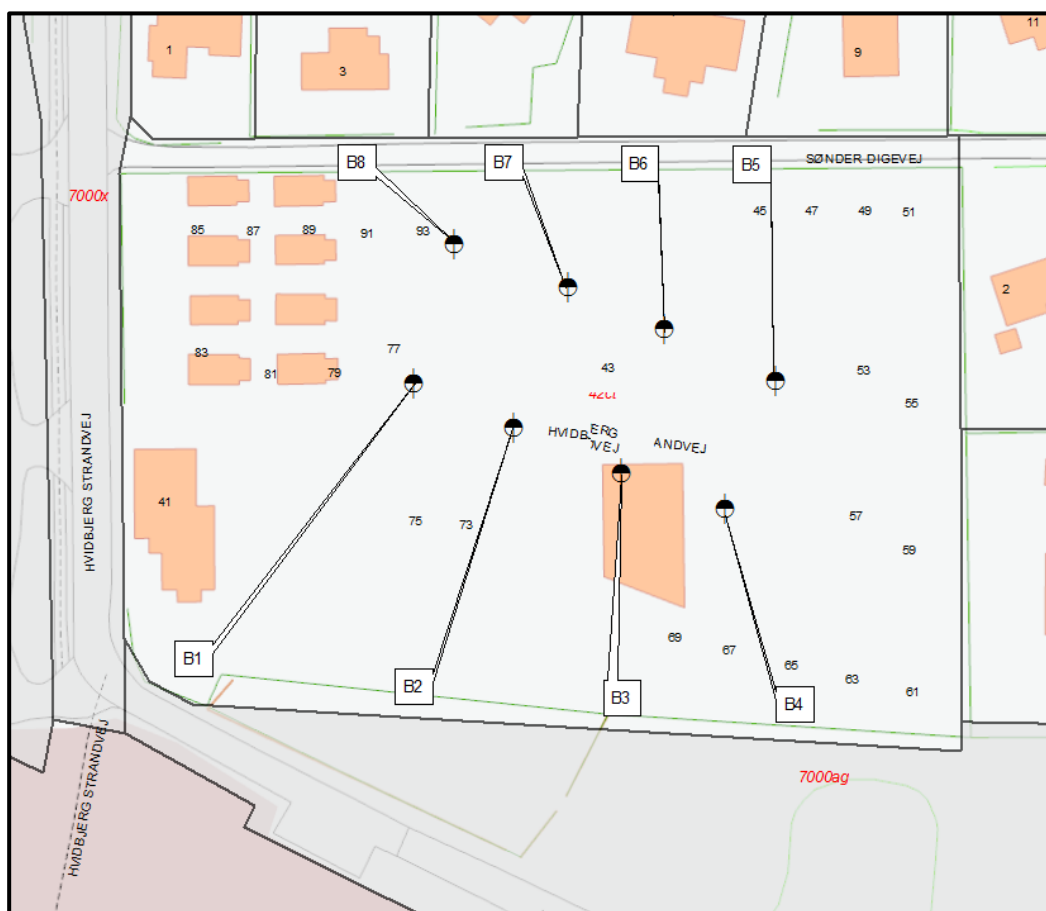 11
1
3
9
B8
B7
B6
B5
SØNDER DIGEVEJ
7000x
85
87
89
91
93
45
47
49
51
2
83
81
79
77
43
53
55
HVIDBJERG STRANDVEJ
ANDVEJ
41
75
73
57
59
B1
B2
B3
B4
69
67
65
63
61
7000ag
HVIDBJERG STRANDVEJ